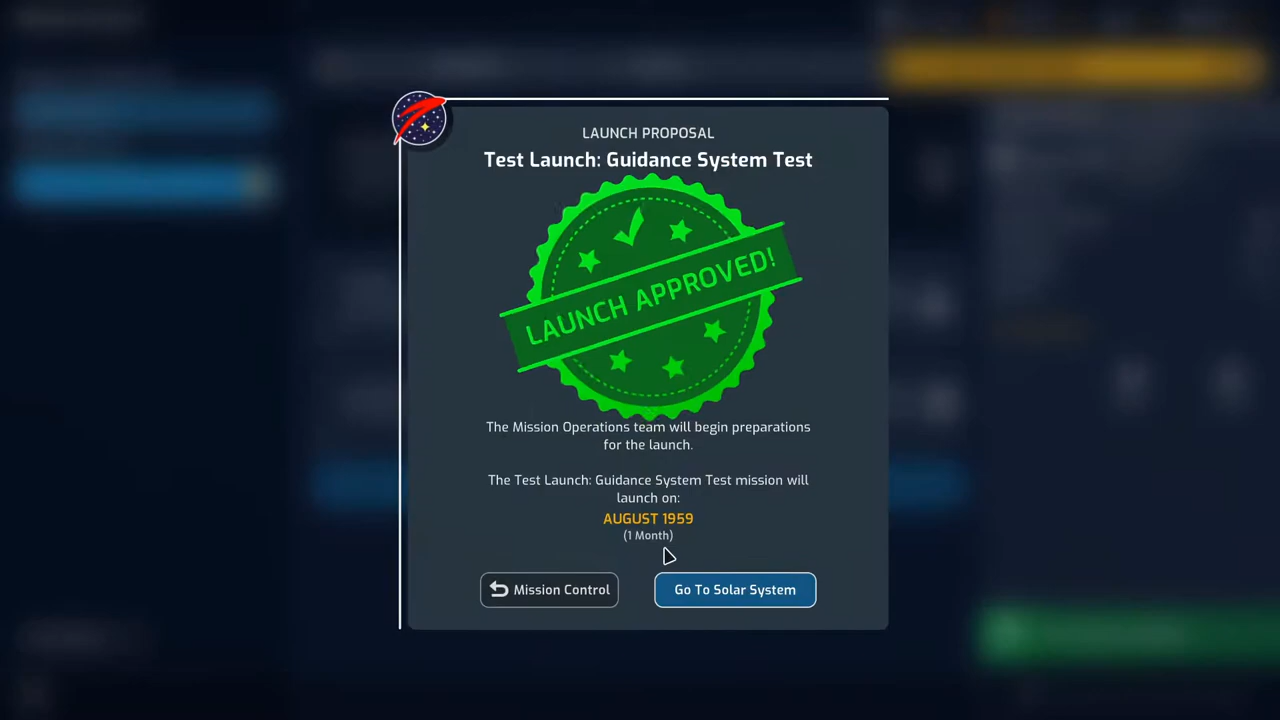 LAUNCH PROPOSAL
Test Launch: Guidance System Test
LAUNCH APPROVED!
The Mission Operations team will begin preparations
for the launch.
The Test Launch: Guidance System Test mission will
launch on:
AUGUST 1959
(1 Month)
Mission Control
Go To Solar System